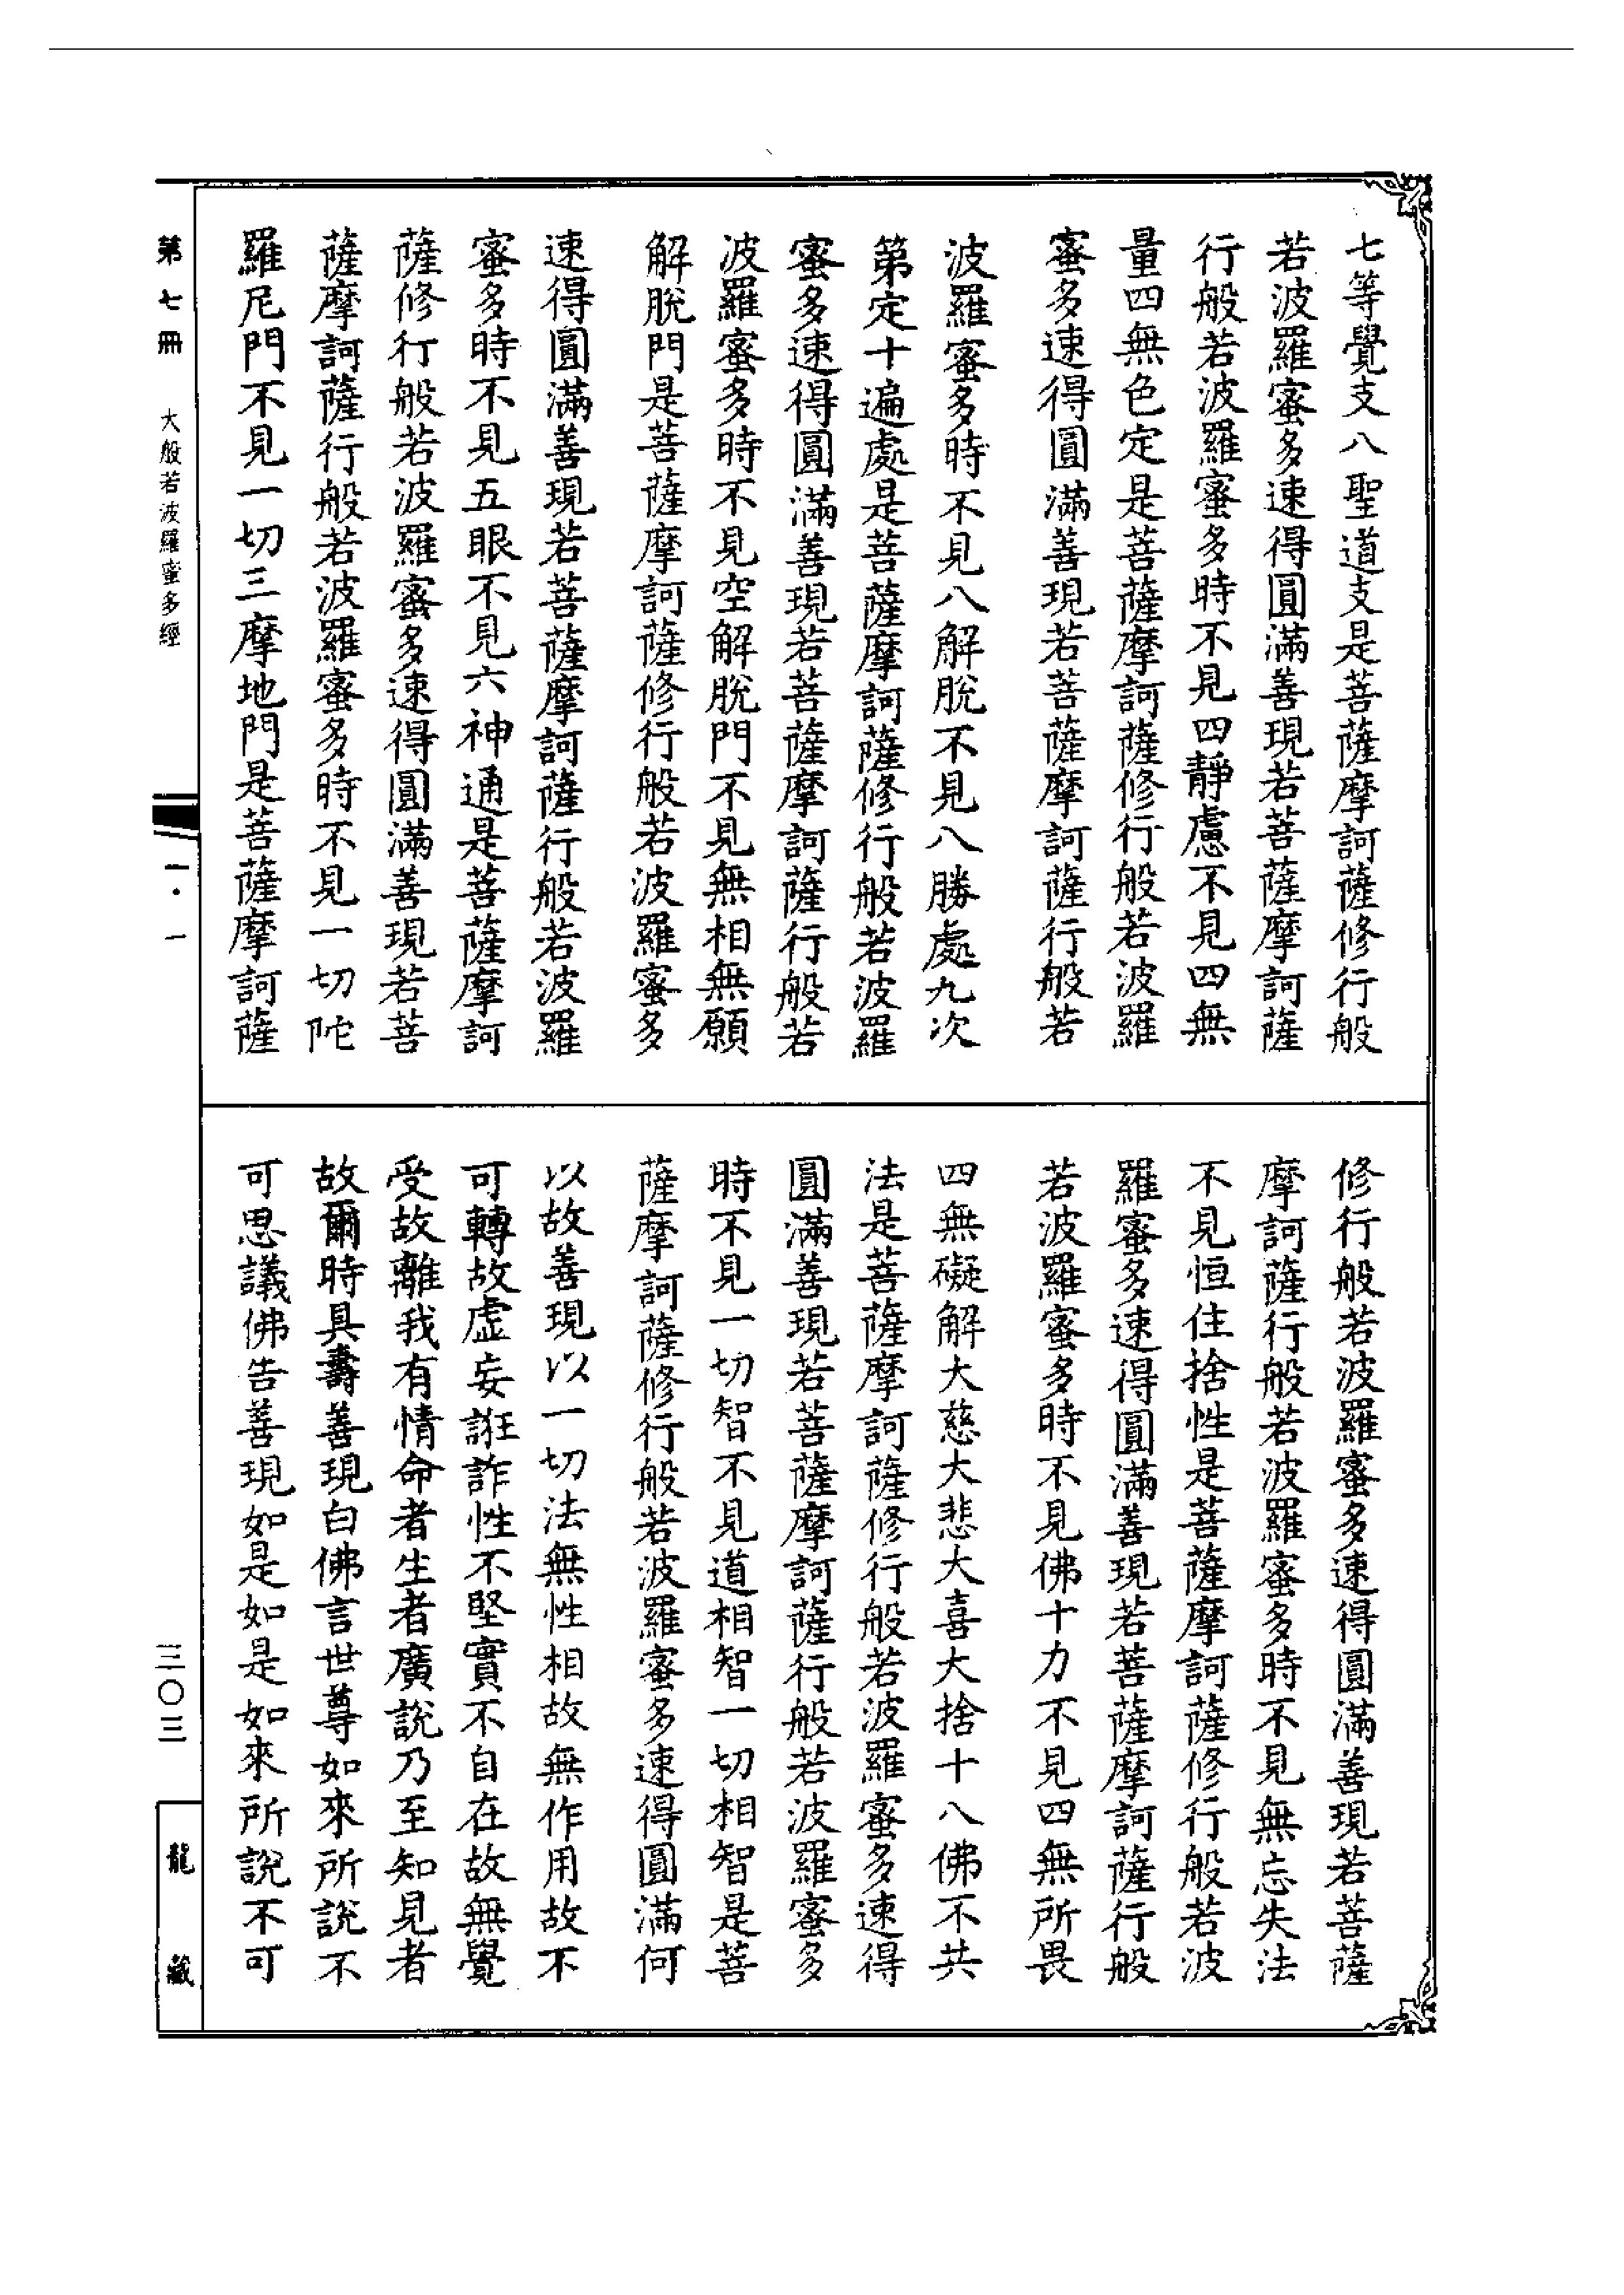 七等覺支八聖道支是菩薩摩訶薩修行般
若波羅蜜多速得圓滿善現若菩薩摩訶薩
行般若波羅蜜多時不見四靜慮不見四無
量四無色定是菩薩摩訶薩修行般若波羅
蜜多速得圓滿善現若菩薩摩訶薩行般若
波羅蜜多時不見八解脫不見八勝處九次
第定十遍處是菩薩摩訶薩修行般若波羅
蜜多速得圓滿善現若菩薩摩訶薩行般若
波羅蜜多時不見空解脫門不見無相無願
解脫門是菩薩摩訶薩修行般若波羅蜜多
速得圓滿善現若菩薩摩訶薩行般若波羅
蜜多時不見五眼不見六神通是菩薩摩訶
薩修行般若波羅蜜多速得圓滿善現若菩
薩摩訶薩行般若波羅蜜多時不見一切陀
羅尼門不見一切三摩地門是菩薩摩訶薩
修行般若波羅蜜多速得圓滿善現若菩薩
摩訶薩行般若波羅蜜多時不見無忘失法
不見恒住捨性是菩薩摩訶薩修行般若波
羅蜜多速得圓滿善現若菩薩摩訶薩行般
若波羅蜜多時不見佛十力不見四無所畏
四無礙解大慈大悲大喜大捨十八佛不共
法是菩薩摩訶薩修行般若波羅蜜多速得
圓滿善現若菩薩摩訶薩行般若波羅蜜多
時不見一切智不見道相智一切相智是菩
薩摩訶薩修行般若波羅蜜多速得圓滿何
以故善現以一切法無性相故無作用故不
可轉故虛妄誑詐性不堅實不自在故無覺
受故離我有情命者生者廣說乃至知見者
故爾時具壽善現白佛言世尊如來所說不
可思議佛告善現如是如是如來所說不可
第七冊 大般若波羅蜜多經
一·一
三〇三
龍藏